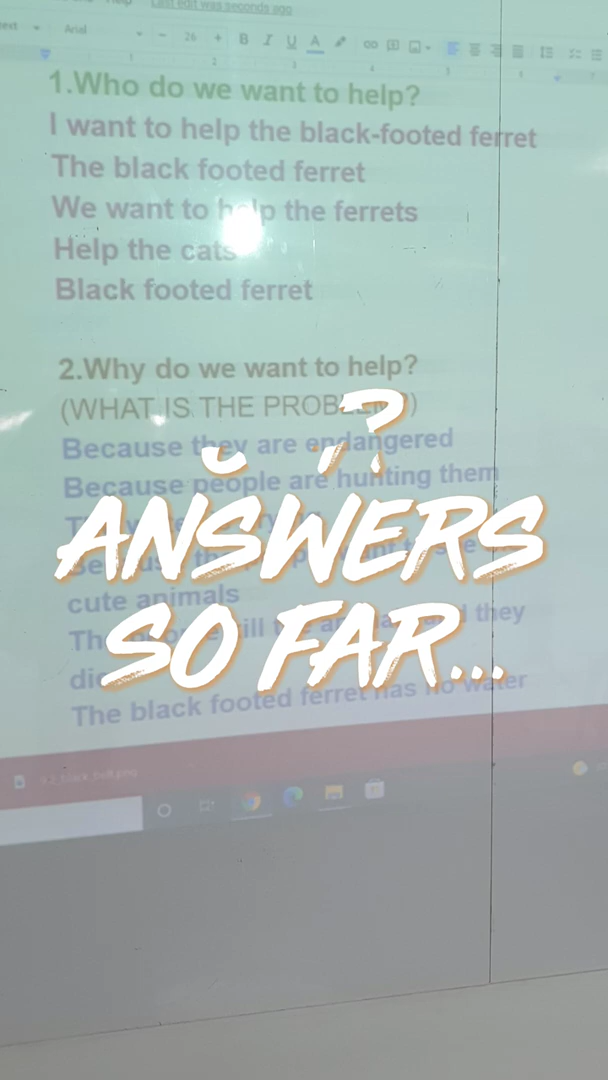 Last edit was seconds ago
Arial
26
B I U A
1.Who do we want to help?
I want to help the black-footed ferret
The black footed ferret
We want to help the ferrets
Help the cats
Black footed ferret
2.Why do we want to help?
(WHAT IS THE PROBLEM?)
Because they are endangered
Because people are hunting them
?
ANSWERS
SO FAR...
cute animals
they
The black footed ferret has no water